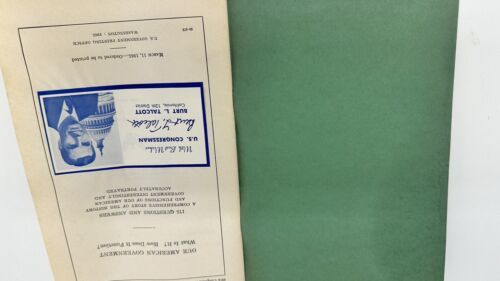 OUR AMERICAN GOVERNMENT
What Is It? How Does It Function?
175 QUESTIONS AND ANSWERS
A COMPREHENSIVE STORY OF THE HISTORY
AND FUNCTIONS OF OUR AMERICAN
GOVERNMENT INTERESTINGLY AND
ACCURATELY PORTRAYED
With Best Wishes
U.S. CONGRESSMAN
Burt L. Talcott
BURT L. TALCOTT
California, 12th District
March 11, 1965.—Ordered to be printed
U.S. GOVERNMENT PRINTING OFFICE
WASHINGTON : 1965